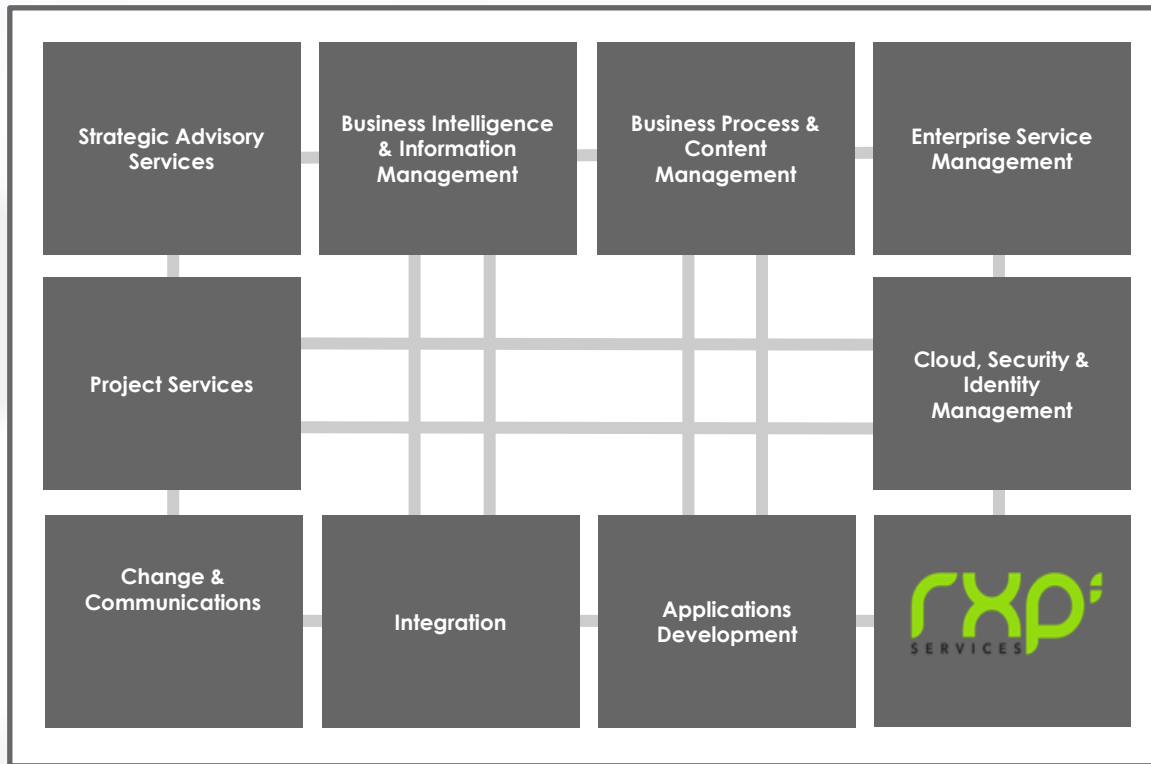 Strategic Advisory
Services
Business Intelligence
& Information
Management
Business Process &
Content
Management
Enterprise Service
Management
Project Services
Cloud, Security &
Identity
Management
Change &
Communications
Integration
Applications
Development
rxp
SERVICES